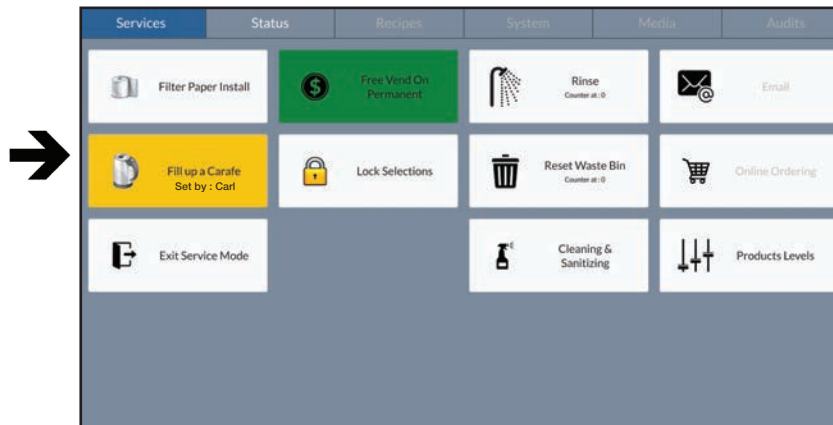 Services Status Recipes System Media Audits
Filter Paper Install
Free Vend On
Permanent
Rinse
Counter at : 0
Email
Fill up a Carafe
Set by : Carl
Lock Selections
Reset Waste Bin
Counter at : 0
Online Ordering
Exit Service Mode
Cleaning &
Sanitizing
Products Levels